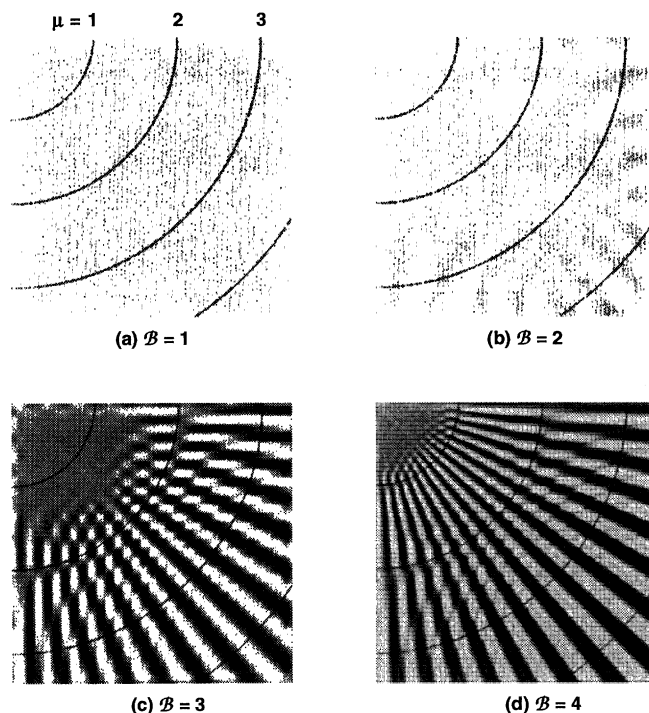 μ = 1 2 3
(a) ℬ = 1
(b) ℬ = 2
(c) ℬ = 3
(d) ℬ = 4